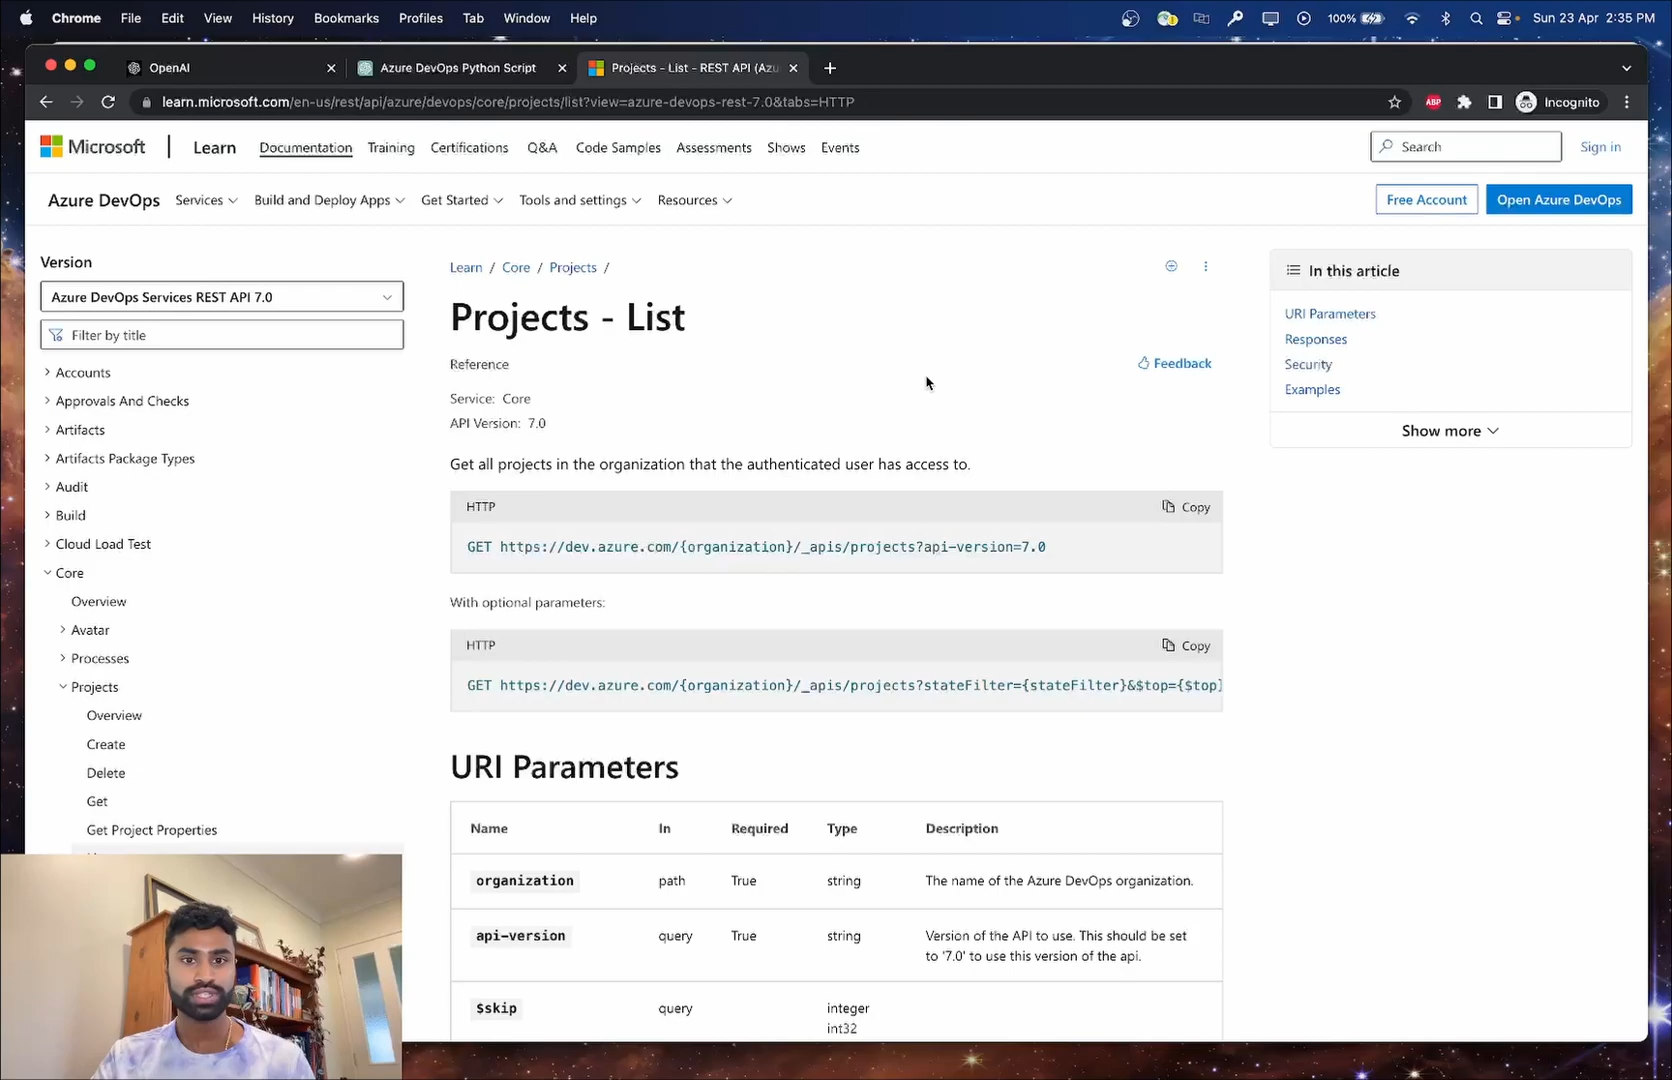 Chrome File Edit View History Bookmarks Profiles Tab Window Help 100% Sun 23 Apr 2:35 PM
OpenAI Azure DevOps Python Script Projects - List - REST API (Azu
learn.microsoft.com/en-us/rest/api/azure/devops/core/projects/list?view=azure-devops-rest-7.0&tabs=HTTP ABP Incognito
Microsoft Learn Documentation Training Certifications Q&A Code Samples Assessments Shows Events Search Sign in
Azure DevOps Services Build and Deploy Apps Get Started Tools and settings Resources Free Account Open Azure DevOps
Version
Azure DevOps Services REST API 7.0
Filter by title
Accounts
Approvals And Checks
Artifacts
Artifacts Package Types
Audit
Build
Cloud Load Test
Core
Overview
Avatar
Processes
Projects
Overview
Create
Delete
Get
Get Project Properties
Learn / Core / Projects /
Projects - List
Reference
Feedback
Service: Core
API Version: 7.0
Get all projects in the organization that the authenticated user has access to.
HTTP Copy
GET https://dev.azure.com/{organization}/_apis/projects?api-version=7.0
With optional parameters:
HTTP Copy
GET https://dev.azure.com/{organization}/_apis/projects?stateFilter={stateFilter}&$top={$top}
URI Parameters
Name In Required Type Description
organization path True string The name of the Azure DevOps organization.
api-version query True string Version of the API to use. This should be set
to '7.0' to use this version of the api.
$skip query integer
int32
In this article
URI Parameters
Responses
Security
Examples
Show more